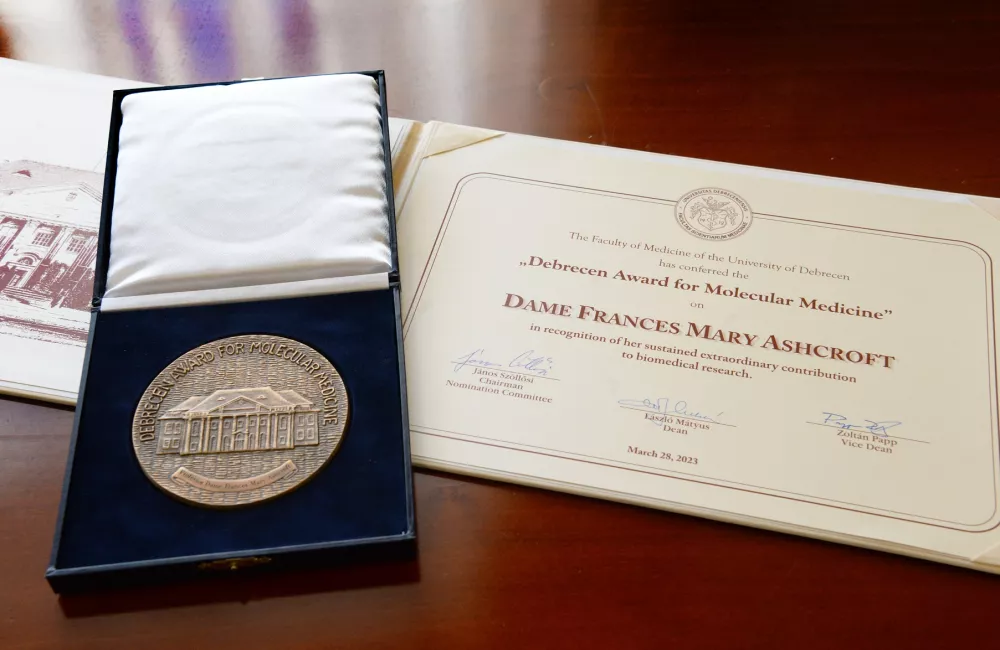 DEBRECEN AWARD FOR MOLECULAR MEDICINE
UNIVERSITAS DEBRECENIENSIS
The Faculty of Medicine of the University of Debrecen
has conferred the
„Debrecen Award for Molecular Medicine”
on
DAME FRANCES MARY ASHCROFT
in recognition of her sustained extraordinary contribution
to biomedical research.
János Szöllősi
Chairman
Nomination Committee
László Mátyus
Dean
Zoltán Papp
Vice Dean
March 28, 2023